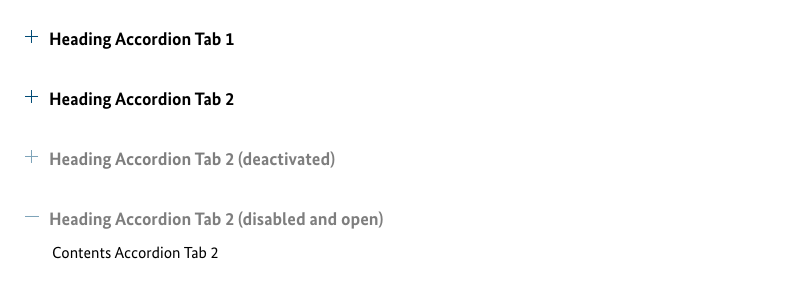 Heading Accordion Tab 1
Heading Accordion Tab 2
Heading Accordion Tab 2 (deactivated)
Heading Accordion Tab 2 (disabled and open)
Contents Accordion Tab 2